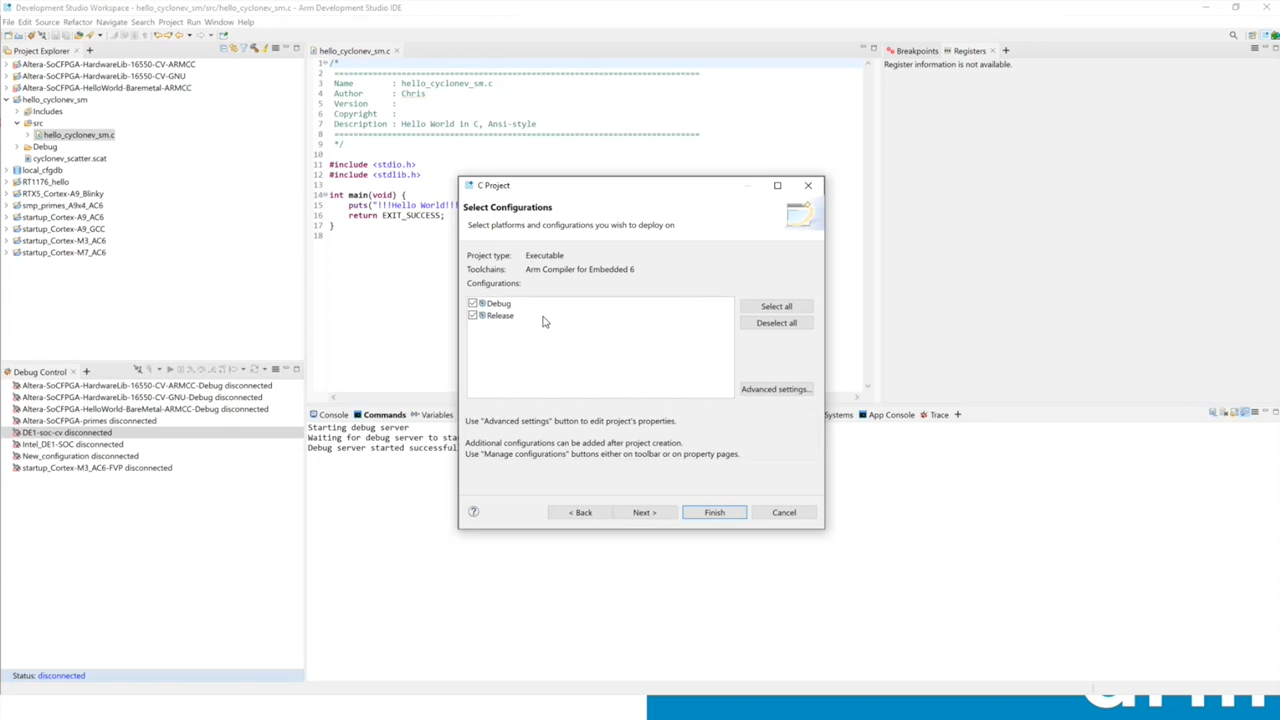 Development Studio Workspace - hello_cyclonev_sm/src/hello_cyclonev_sm.c - Arm Development Studio IDE
File Edit Source Refactor Navigate Search Project Run Window Help
Project Explorer
Altera-SoCFPGA-HardwareLib-16550-CV-ARMCC
Altera-SoCFPGA-HardwareLib-16550-CV-GNU
Altera-SoCFPGA-HelloWorld-Baremetal-ARMCC
hello_cyclonev_sm
Includes
src
hello_cyclonev_sm.c
Debug
cyclonev_scatter.scat
local_cfgdb
RT1176_hello
RTX5_Cortex-A9_Blinky
smp_primes_A9x4_AC6
startup_Cortex-A9_AC6
startup_Cortex-A9_GCC
startup_Cortex-M3_AC6
startup_Cortex-M7_AC6
hello_cyclonev_sm.c
1 /*
2 ============================================================================
3 Name : hello_cyclonev_sm.c
4 Author : Chris
5 Version :
6 Copyright :
7 Description : Hello World in C, Ansi-style
8 ============================================================================
9 */
10
11 #include <stdio.h>
12 #include <stdlib.h>
13
14 int main(void) {
15 puts("!!!Hello World!!!
16 return EXIT_SUCCESS;
17 }
18
Breakpoints Registers
Register information is not available.
C Project
Select Configurations
Select platforms and configurations you wish to deploy on
Project type: Executable
Toolchains: Arm Compiler for Embedded 6
Configurations:
Debug
Release
Select all
Deselect all
Advanced settings...
Use "Advanced settings" button to edit project's properties.
Additional configurations can be added after project creation.
Use "Manage configurations" buttons either on toolbar or on property pages.
? < Back Next > Finish Cancel
Debug Control
Altera-SoCFPGA-HardwareLib-16550-CV-ARMCC-Debug disconnected
Altera-SoCFPGA-HardwareLib-16550-CV-GNU-Debug disconnected
Altera-SoCFPGA-HelloWorld-BareMetal-ARMCC-Debug disconnected
Altera-SoCFPGA-primes disconnected
DE1-soc-cv disconnected
Intel_DE1-SOC disconnected
New_configuration disconnected
startup_Cortex-M3_AC6-FVP disconnected
Status: disconnected
Console Commands Variables
Systems App Console Trace
Starting debug server
Waiting for debug server to sta
Debug server started successful